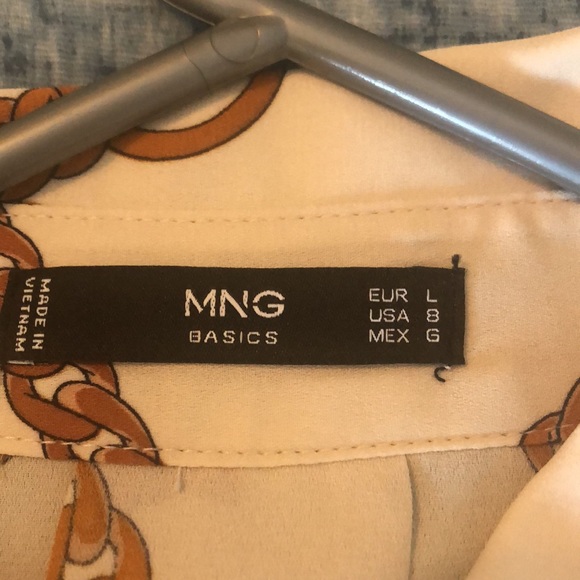 MADE IN
VIETNAM
MNG
BASICS
EUR L
USA 8
MEX G